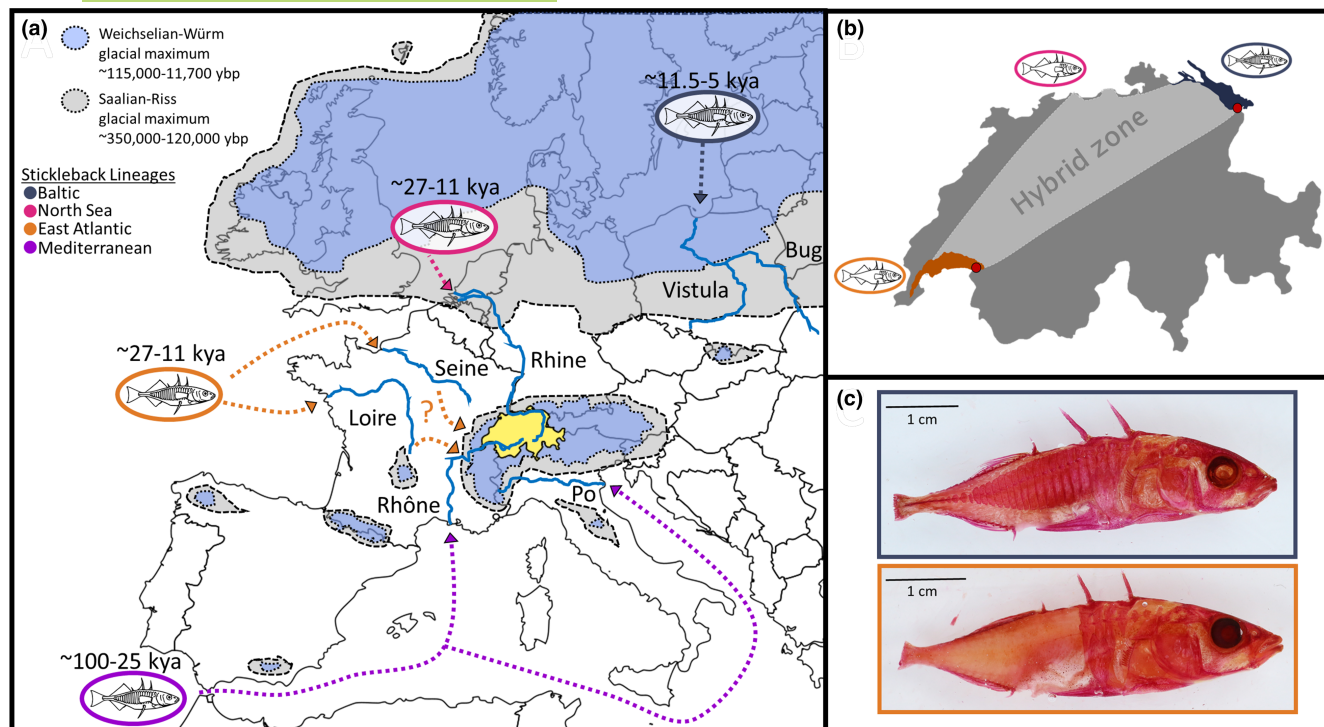 (a)
Weichselian-Würm
glacial maximum
~115,000-11,700 ybp
Saalian-Riss
glacial maximum
~350,000-120,000 ybp
Stickleback Lineages
Baltic
North Sea
East Atlantic
Mediterranean
~11.5-5 kya
~27-11 kya
~27-11 kya
~100-25 kya
Bug
Vistula
Rhine
Seine
Loire
?
Rhône
Po
(b)
Hybrid zone
(c)
1 cm
1 cm